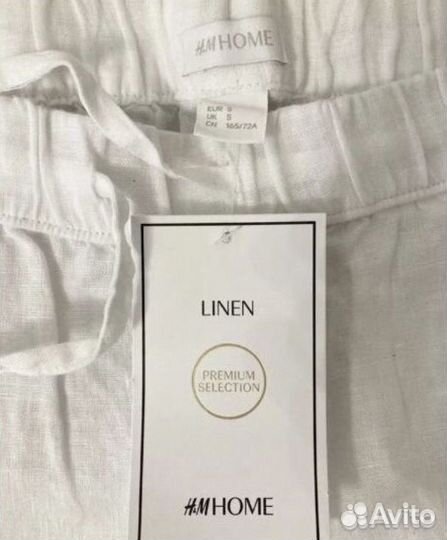 H&M HOME
EUR S
UK S
CN 165/72A
LINEN
PREMIUM
SELECTION
H&M HOME
Avito